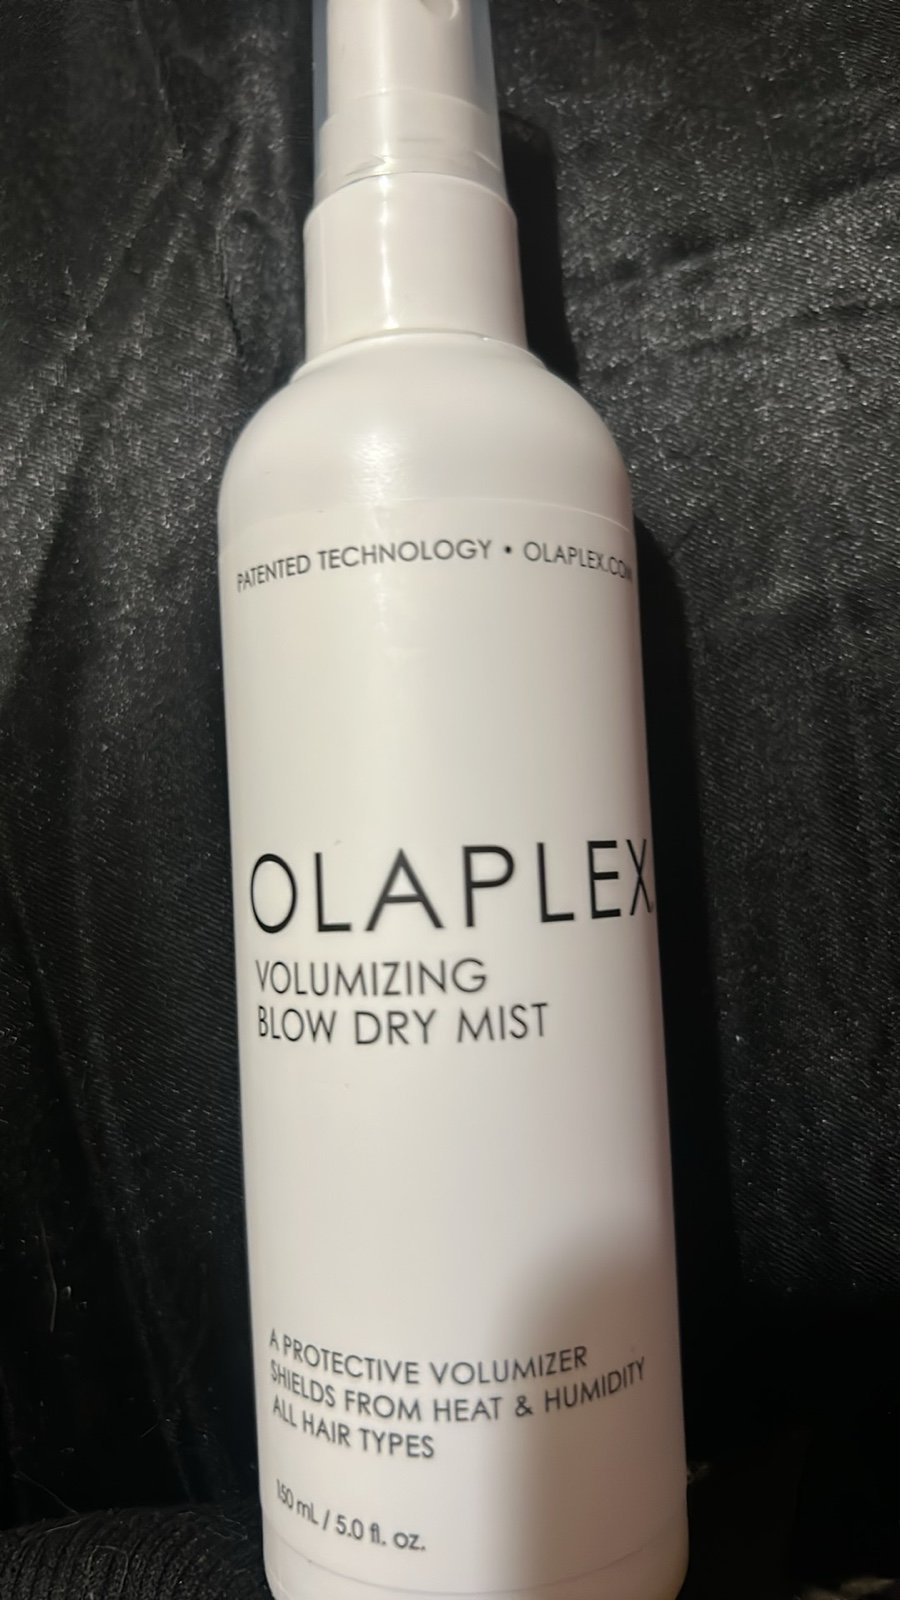 PATENTED TECHNOLOGY • OLAPLEX.COM
OLAPLEX
VOLUMIZING
BLOW DRY MIST
A PROTECTIVE VOLUMIZER
SHIELDS FROM HEAT & HUMIDITY
ALL HAIR TYPES
150 mL / 5.0 fl. oz.